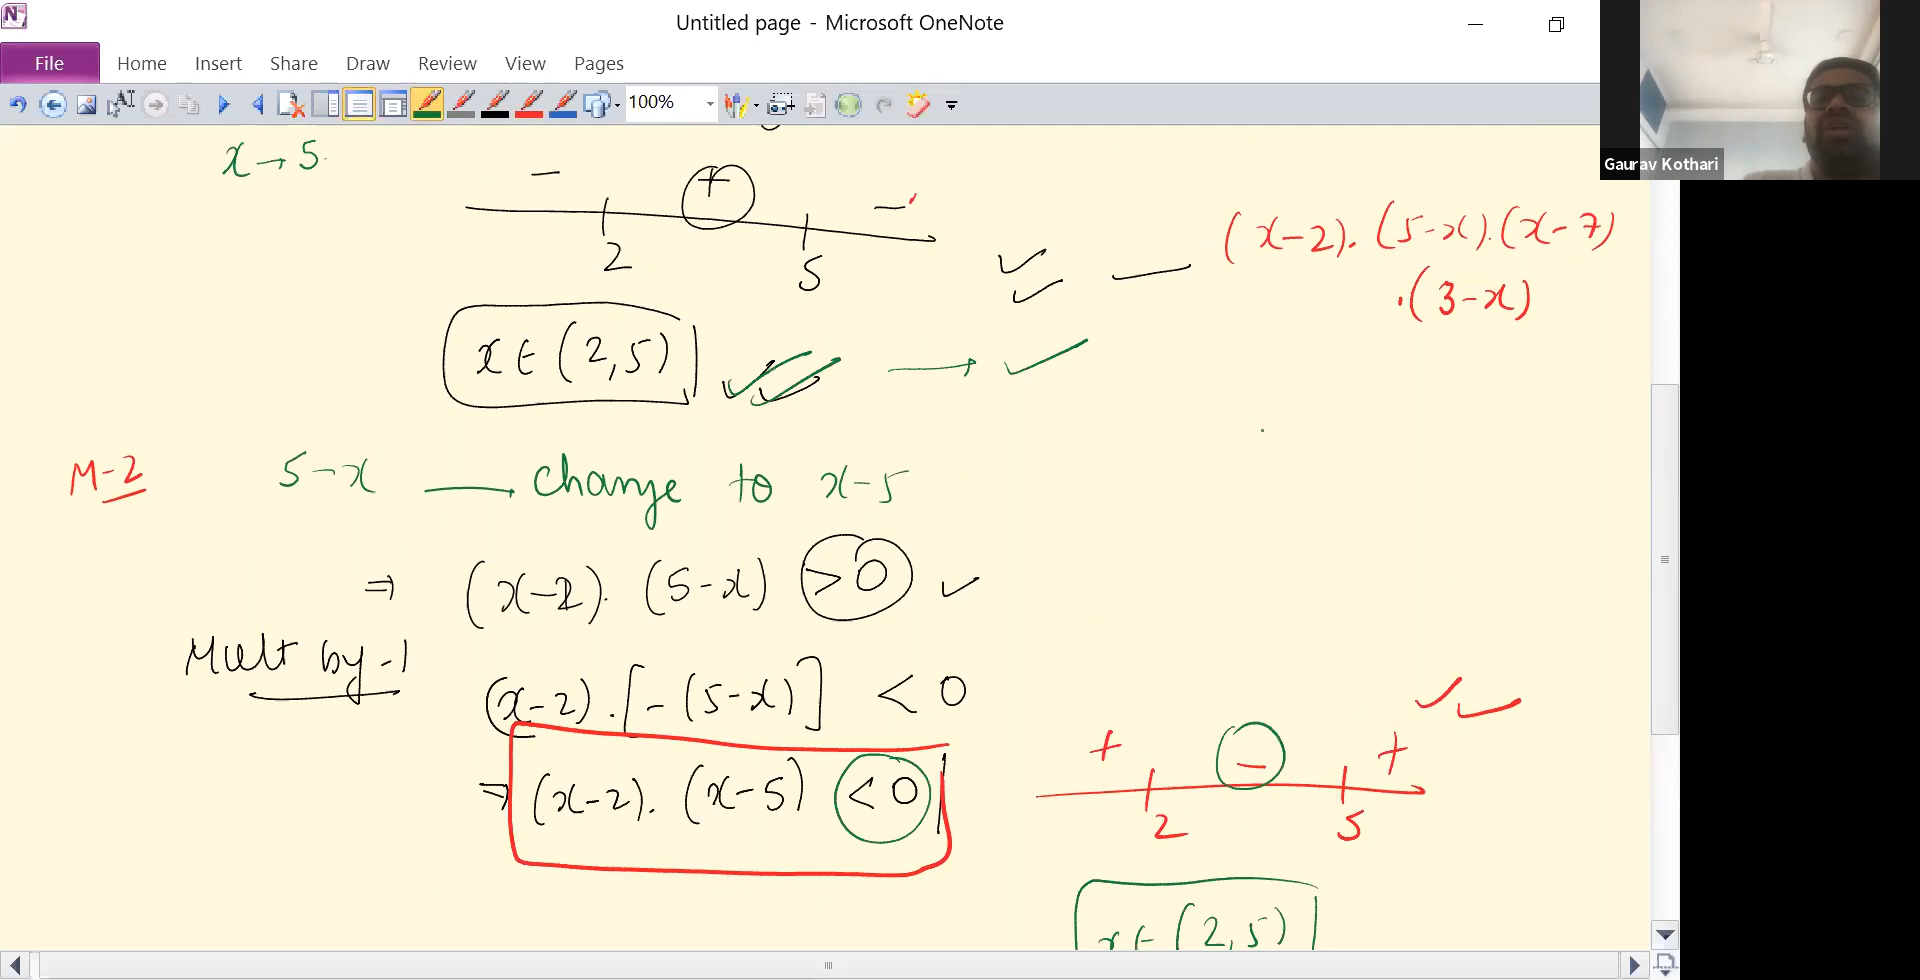 Untitled page - Microsoft OneNote
File Home Insert Share Draw Review View Pages
100%
Gaurav Kothari
x → 5
− + −
2 5
x ∈ (2,5)
(x-2). (5-x).(x-7)
.(3-x)
M-2 5-x — change to x-5
⇒ (x-2). (5-x) >0
Mult by -1
(x-2).[-(5-x)] < 0
⇒ (x-2). (x-5) <0
+ − +
2 5
x ∈ (2,5)